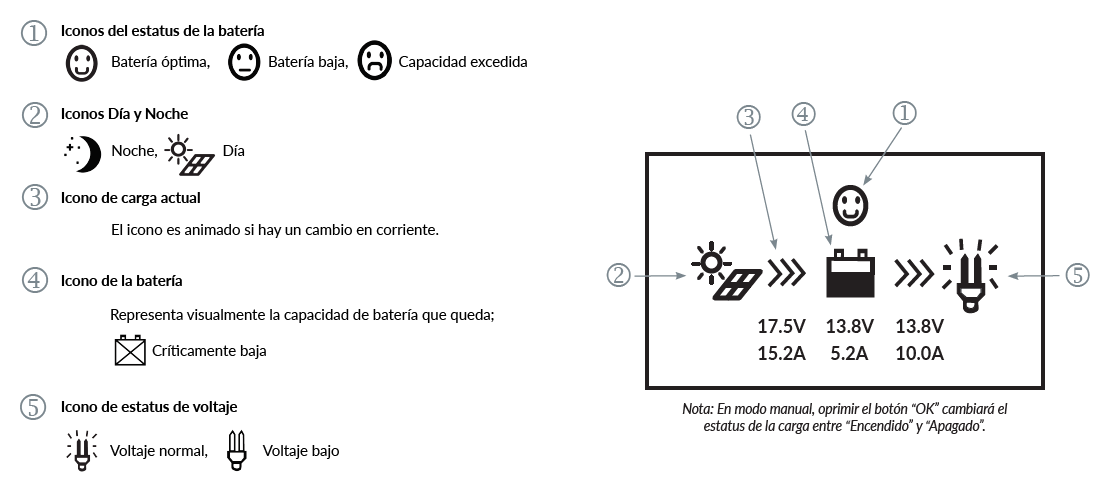 1 Iconos del estatus de la batería
Batería óptima, Batería baja, Capacidad excedida
2 Iconos Día y Noche
Noche, Día
3 Icono de carga actual
El icono es animado si hay un cambio en corriente.
4 Icono de la batería
Representa visualmente la capacidad de batería que queda;
Críticamente baja
5 Icono de estatus de voltaje
Voltaje normal, Voltaje bajo
3 4 1
2 5
17.5V 13.8V 13.8V
15.2A 5.2A 10.0A
Nota: En modo manual, oprimir el botón “OK” cambiará el
estatus de la carga entre “Encendido” y “Apagado”.